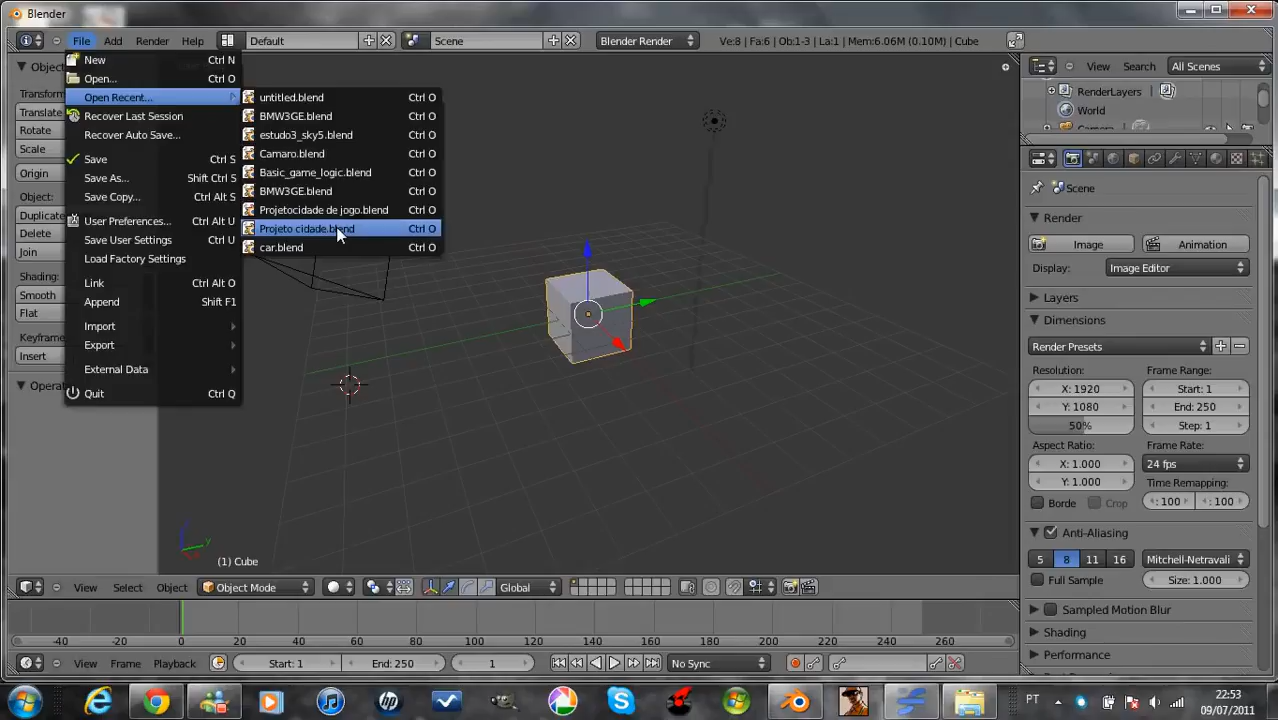 Blender
File Add Render Help Default Scene Blender Render Ve:8 | Fa:6 | Ob:1-3 | La:1 | Mem:6.06M (0.10M) | Cube
New Ctrl N
Open... Ctrl O
Open Recent...
Recover Last Session
Recover Auto Save...
Save Ctrl S
Save As... Shift Ctrl S
Save Copy... Ctrl Alt S
User Preferences... Ctrl Alt U
Save User Settings Ctrl U
Load Factory Settings
Link Ctrl Alt O
Append Shift F1
Import
Export
External Data
Quit Ctrl Q
untitled.blend Ctrl O
BMW3GE.blend Ctrl O
estudo3_sky5.blend Ctrl O
Camaro.blend Ctrl O
Basic_game_logic.blend Ctrl O
BMW3GE.blend Ctrl O
Projetocidade de jogo.blend Ctrl O
Projeto cidade.blend Ctrl O
car.blend Ctrl O
Objec
Transform
Translate
Rotate
Scale
Origin
Object:
Duplicate
Delete
Join
Shading:
Smooth
Flat
Keyframe
Insert
Opera
(1) Cube
View Select Object Object Mode Global
-40 -20 0 20 40 60 80 100 120 140 160 180 200 220 240 260
View Frame Playback Start: 1 End: 250 1 No Sync
View Search All Scenes
RenderLayers
World
Camera
Scene
Render
Image Animation
Display: Image Editor
Layers
Dimensions
Render Presets
Resolution: Frame Range:
X: 1920 Start: 1
Y: 1080 End: 250
50% Step: 1
Aspect Ratio: Frame Rate:
X: 1.000 24 fps
Y: 1.000 Time Remapping:
Borde Crop : 100 : 100
Anti-Aliasing
5 8 11 16 Mitchell-Netravali
Full Sample Size: 1.000
Sampled Motion Blur
Shading
Performance
PT 22:53
09/07/2011